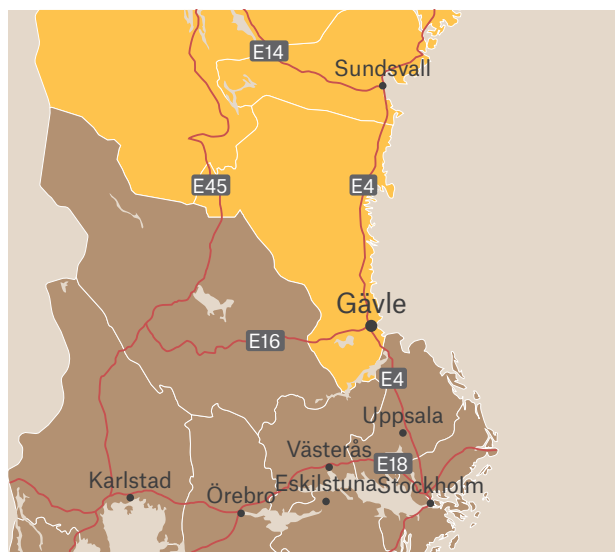 E14
Sundsvall
E45
E4
Gävle
E16
E4
Uppsala
Västerås
E18
Karlstad
Örebro
Eskilstuna
Stockholm